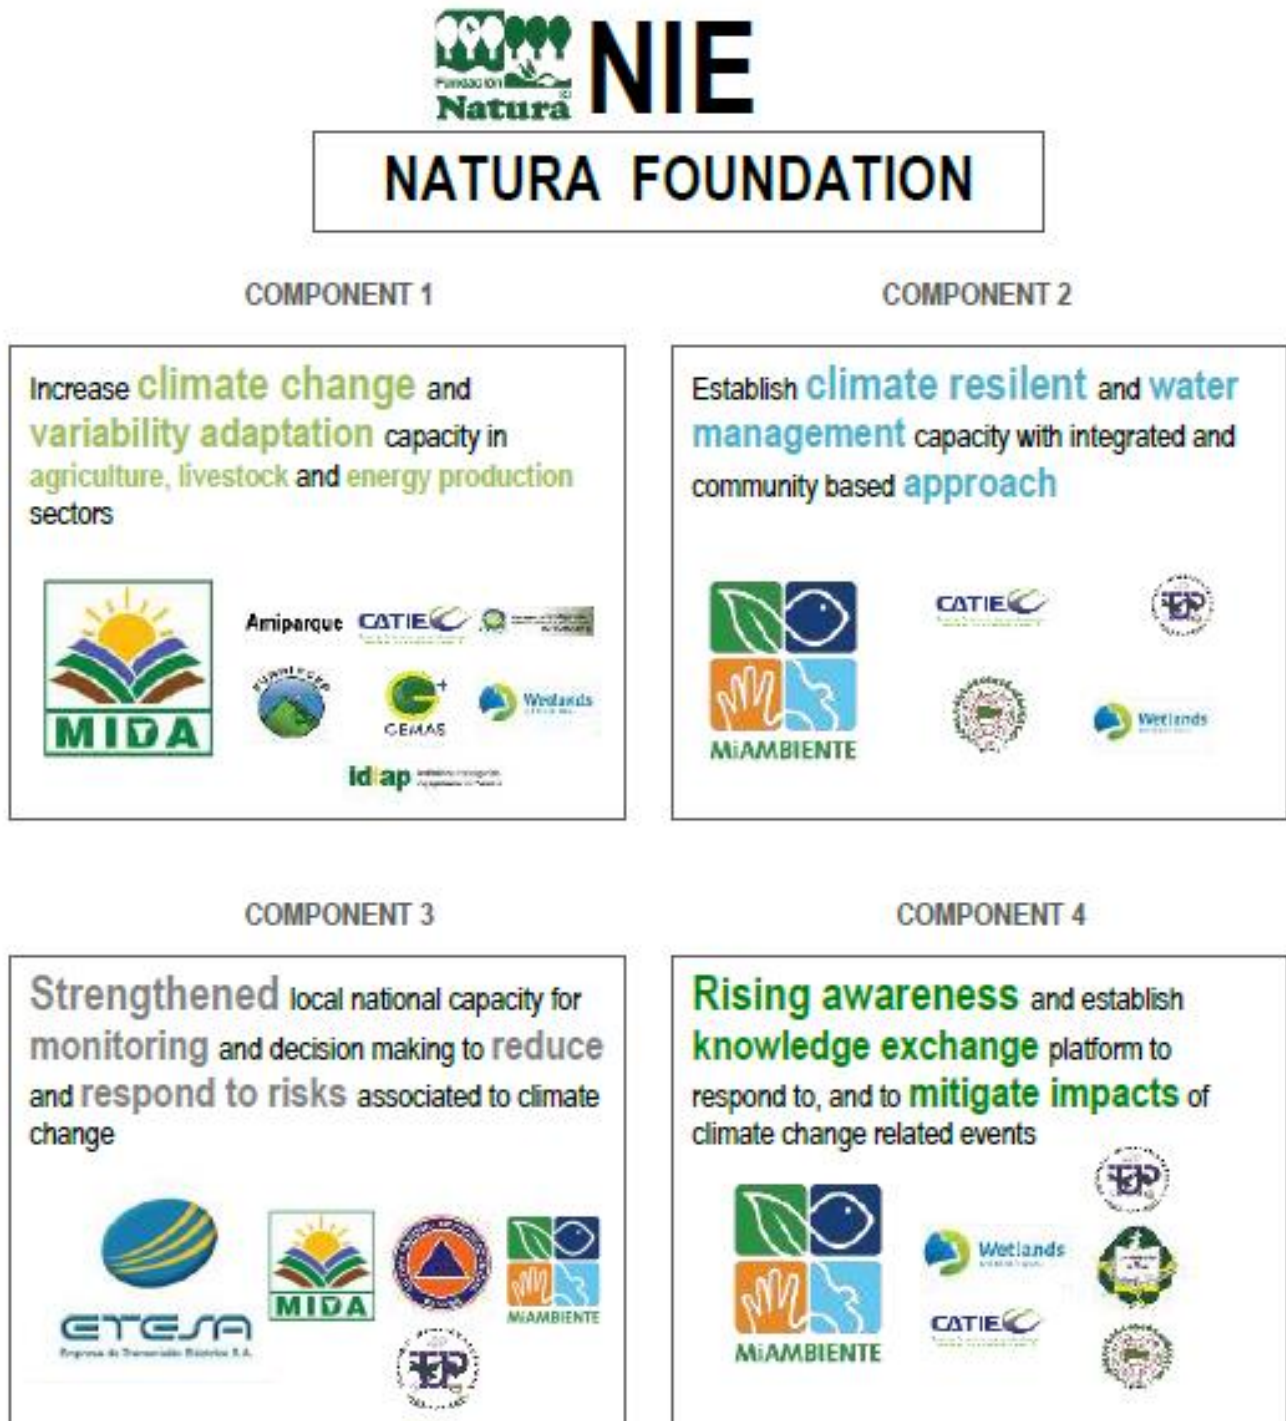 Fundación
Natura
NIE
NATURA FOUNDATION
COMPONENT 1
Increase climate change and
variability adaptation capacity in
agriculture, livestock and energy production
sectors
MIDA
Amiparque
CATIE
CEMAS
Wetlands
idiap
COMPONENT 2
Establish climate resilent and water
management capacity with integrated and
community based approach
MiAMBIENTE
CATIE
Wetlands
COMPONENT 3
Strengthened local national capacity for
monitoring and decision making to reduce
and respond to risks associated to climate
change
ETESA
Empresa de Transmisión Eléctrica S.A.
MIDA
MiAMBIENTE
COMPONENT 4
Rising awareness and establish
knowledge exchange platform to
respond to, and to mitigate impacts of
climate change related events
MiAMBIENTE
Wetlands
CATIE